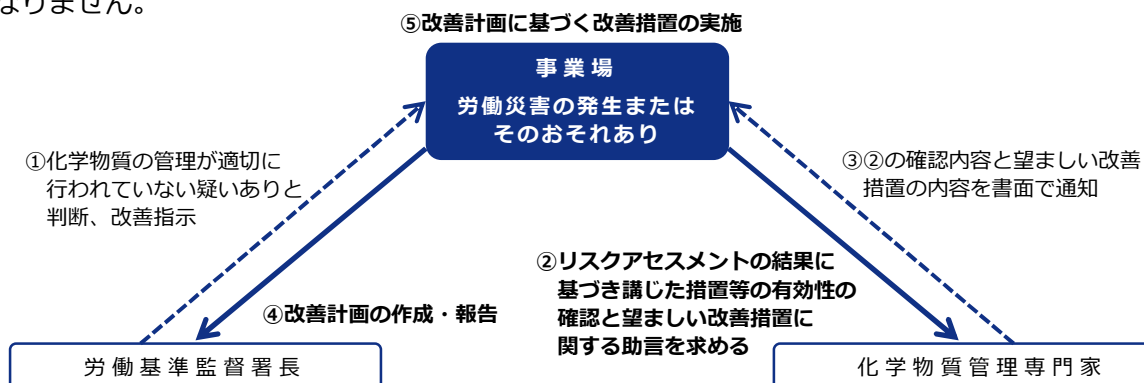 なりません。
⑤改善計画に基づく改善措置の実施
事業場
労働災害の発生または
そのおそれあり
①化学物質の管理が適切に
行われていない疑いありと
判断、改善指示
③②の確認内容と望ましい改善
措置の内容を書面で通知
②リスクアセスメントの結果に
基づき講じた措置等の有効性の
確認と望ましい改善措置に
関する助言を求める
④改善計画の作成・報告
労働基準監督署長
化学物質管理専門家